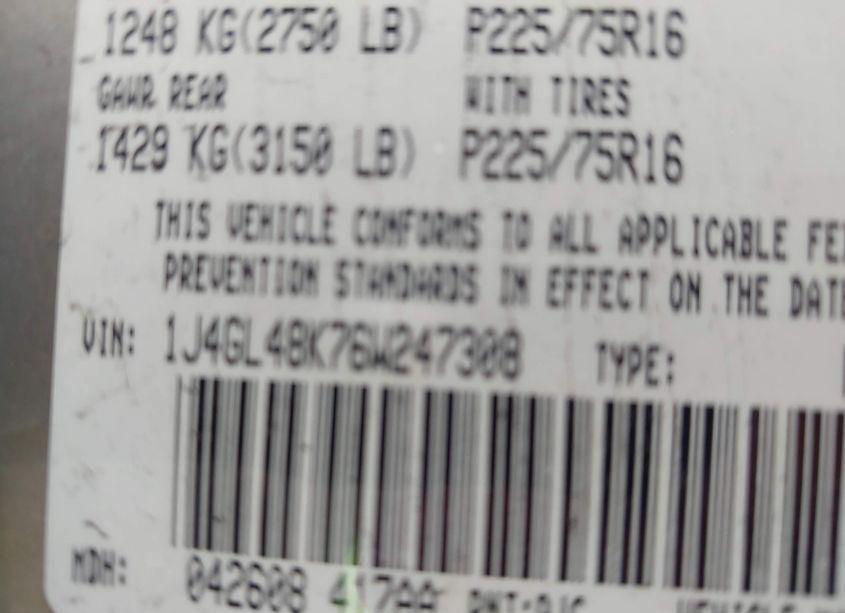 1248 KG(2750 LB) P225/75R16
GAWR REAR WITH TIRES
1429 KG(3150 LB) P225/75R16
THIS VEHICLE CONFORMS TO ALL APPLICABLE
PREVENTION STANDARDS IN EFFECT ON THE DATE
VIN: 1J4GL48K76W247308 TYPE:
MDH: 042608